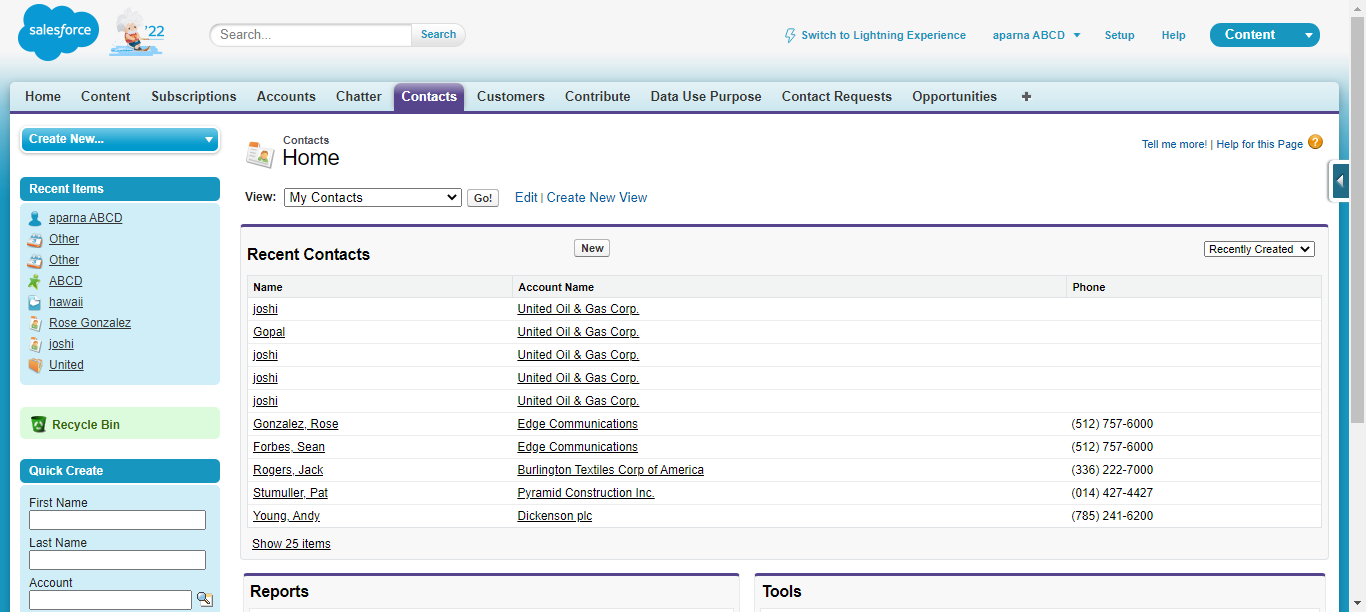 salesforce
'22
Search...
Search
Switch to Lightning Experience
aparna ABCD
Setup
Help
Content
Home Content Subscriptions Accounts Chatter Contacts Customers Contribute Data Use Purpose Contact Requests Opportunities +
Create New...
Recent Items
aparna ABCD
Other
Other
ABCD
hawaii
Rose Gonzalez
joshi
United
Recycle Bin
Quick Create
First Name
Last Name
Account
Contacts
Home
Tell me more! | Help for this Page ?
View: My Contacts Go! Edit | Create New View
Recent Contacts New Recently Created
Name Account Name Phone
joshi United Oil & Gas Corp.
Gopal United Oil & Gas Corp.
joshi United Oil & Gas Corp.
joshi United Oil & Gas Corp.
joshi United Oil & Gas Corp.
Gonzalez, Rose Edge Communications (512) 757-6000
Forbes, Sean Edge Communications (512) 757-6000
Rogers, Jack Burlington Textiles Corp of America (336) 222-7000
Stumuller, Pat Pyramid Construction Inc. (014) 427-4427
Young, Andy Dickenson plc (785) 241-6200
Show 25 items
Reports
Tools